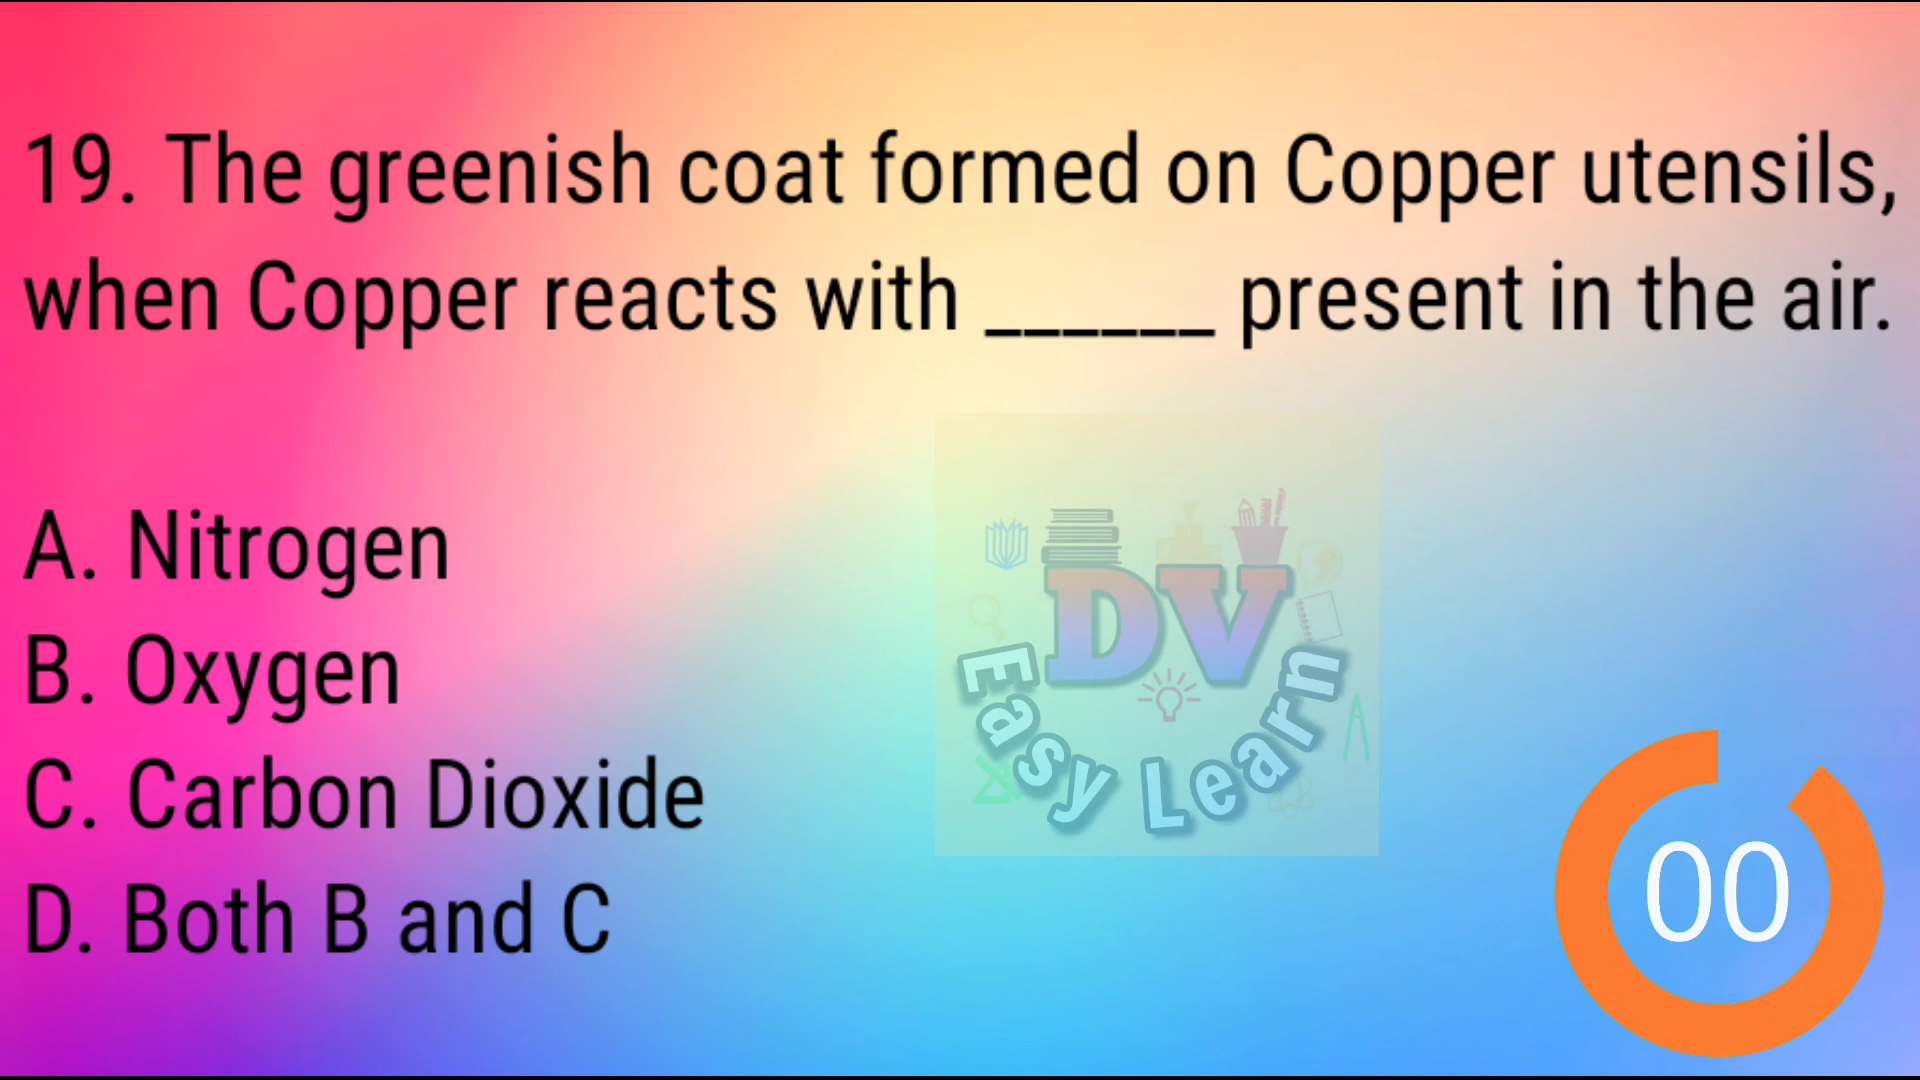 19. The greenish coat formed on Copper utensils,
when Copper reacts with ______ present in the air.
A. Nitrogen
B. Oxygen
C. Carbon Dioxide
D. Both B and C
DV
Easy Learn
00